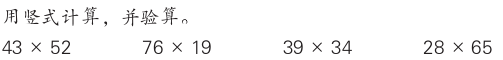 用竖式计算，并验算。
43 × 52　　76 × 19　　39 × 34　　28 × 65